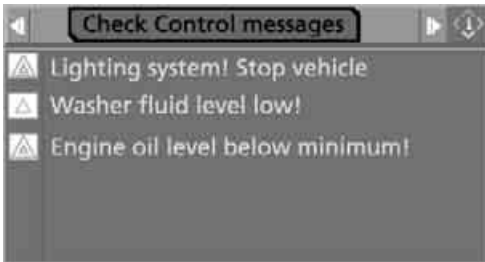 Check Control messages
Lighting system! Stop vehicle
Washer fluid level low!
Engine oil level below minimum!